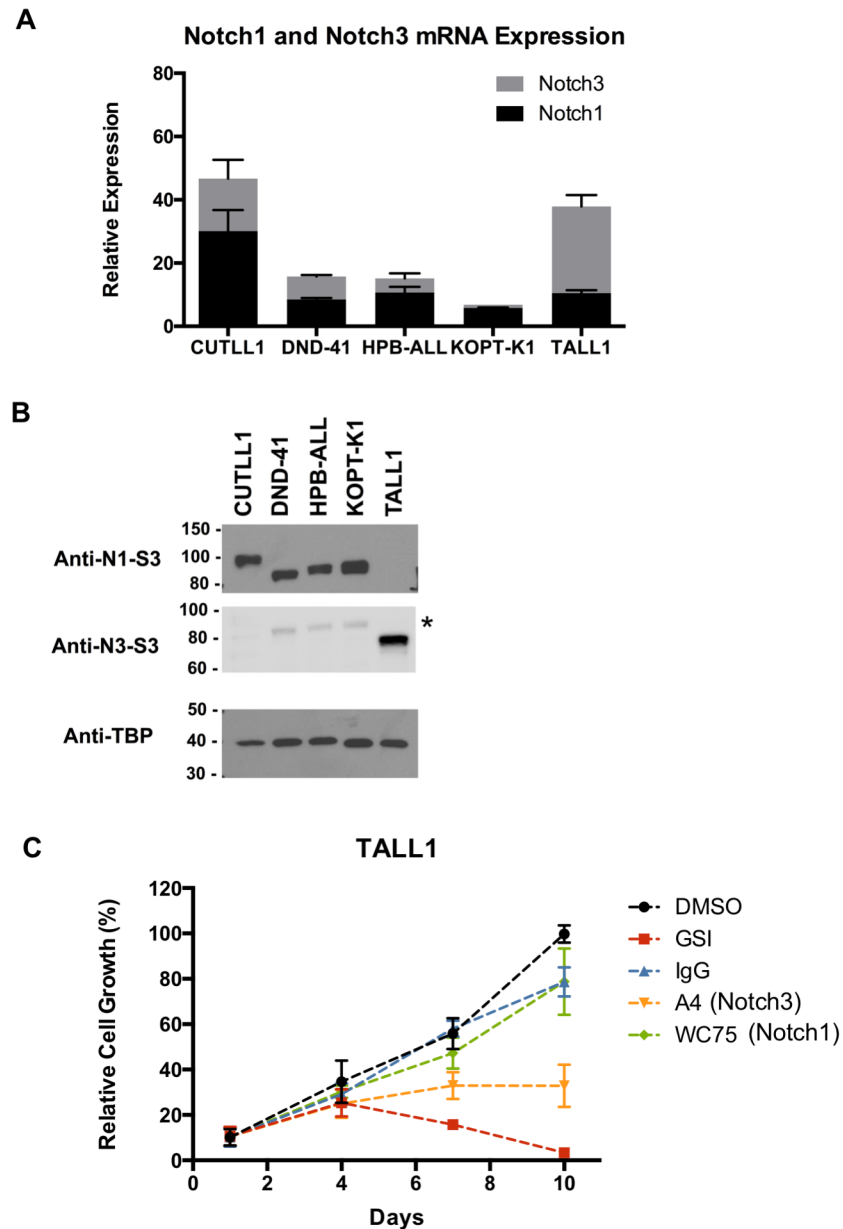 A
Notch1 and Notch3 mRNA Expression
Relative Expression
80
60
40
20
0
Notch3
Notch1
CUTLL1 DND-41 HPB-ALL KOPT-K1 TALL1
B
CUTLL1 DND-41 HPB-ALL KOPT-K1 TALL1
Anti-N1-S3
150 -
100 -
80 -
Anti-N3-S3
100 -
80 -
60 -
*
Anti-TBP
50 -
40 -
30 -
C
TALL1
Relative Cell Growth (%)
120
100
80
60
40
20
0
0 2 4 6 8 10
Days
DMSO
GSI
IgG
A4 (Notch3)
WC75 (Notch1)